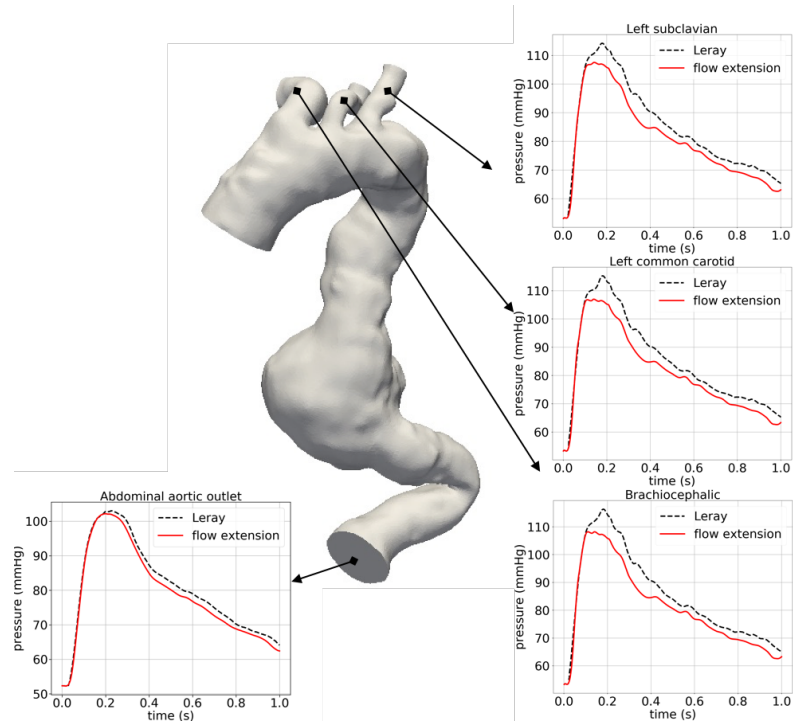 Left subclavian
Leray
flow extension
110
100
90
80
70
60
pressure (mmHg)
0.0 0.2 0.4 0.6 0.8 1.0
time (s)
Left common carotid
Leray
flow extension
110
100
90
80
70
60
pressure (mmHg)
0.0 0.2 0.4 0.6 0.8 1.0
time (s)
Brachiocephalic
Leray
flow extension
110
100
90
80
70
60
pressure (mmHg)
0.0 0.2 0.4 0.6 0.8 1.0
time (s)
Abdominal aortic outlet
Leray
flow extension
100
90
80
70
60
50
pressure (mmHg)
0.0 0.2 0.4 0.6 0.8 1.0
time (s)